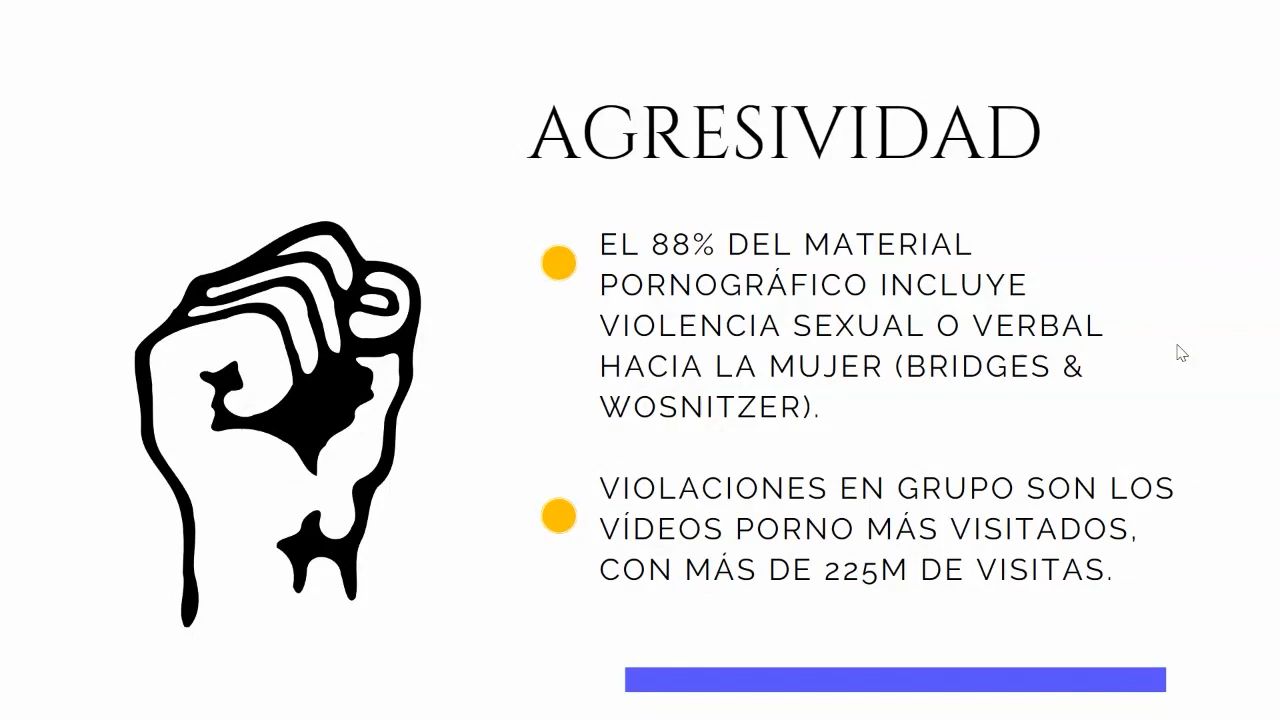 AGRESIVIDAD
EL 88% DEL MATERIAL
PORNOGRÁFICO INCLUYE
VIOLENCIA SEXUAL O VERBAL
HACIA LA MUJER (BRIDGES &
WOSNITZER).
VIOLACIONES EN GRUPO SON LOS
VÍDEOS PORNO MÁS VISITADOS,
CON MÁS DE 225M DE VISITAS.